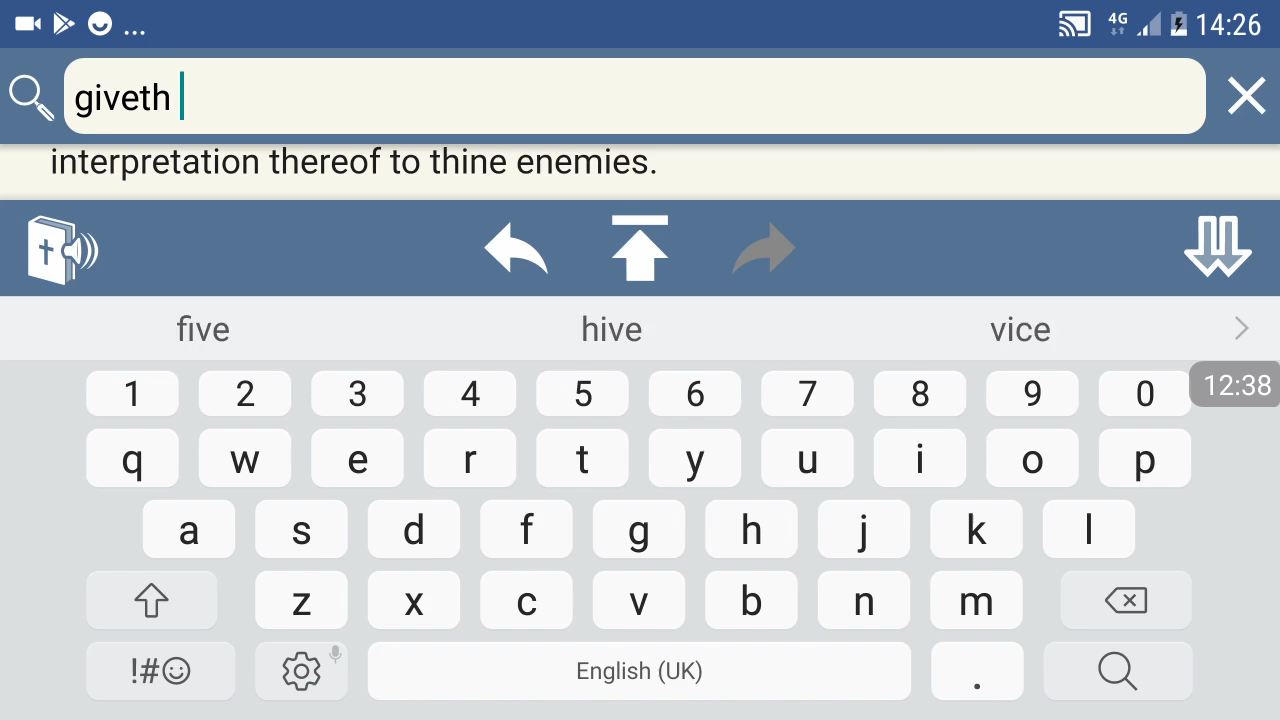 ... 4G 14:26
giveth
interpretation thereof to thine enemies.
five hive vice
1 2 3 4 5 6 7 8 9 0
12:38
q w e r t y u i o p
a s d f g h j k l
z x c v b n m
!#☺ English (UK) .